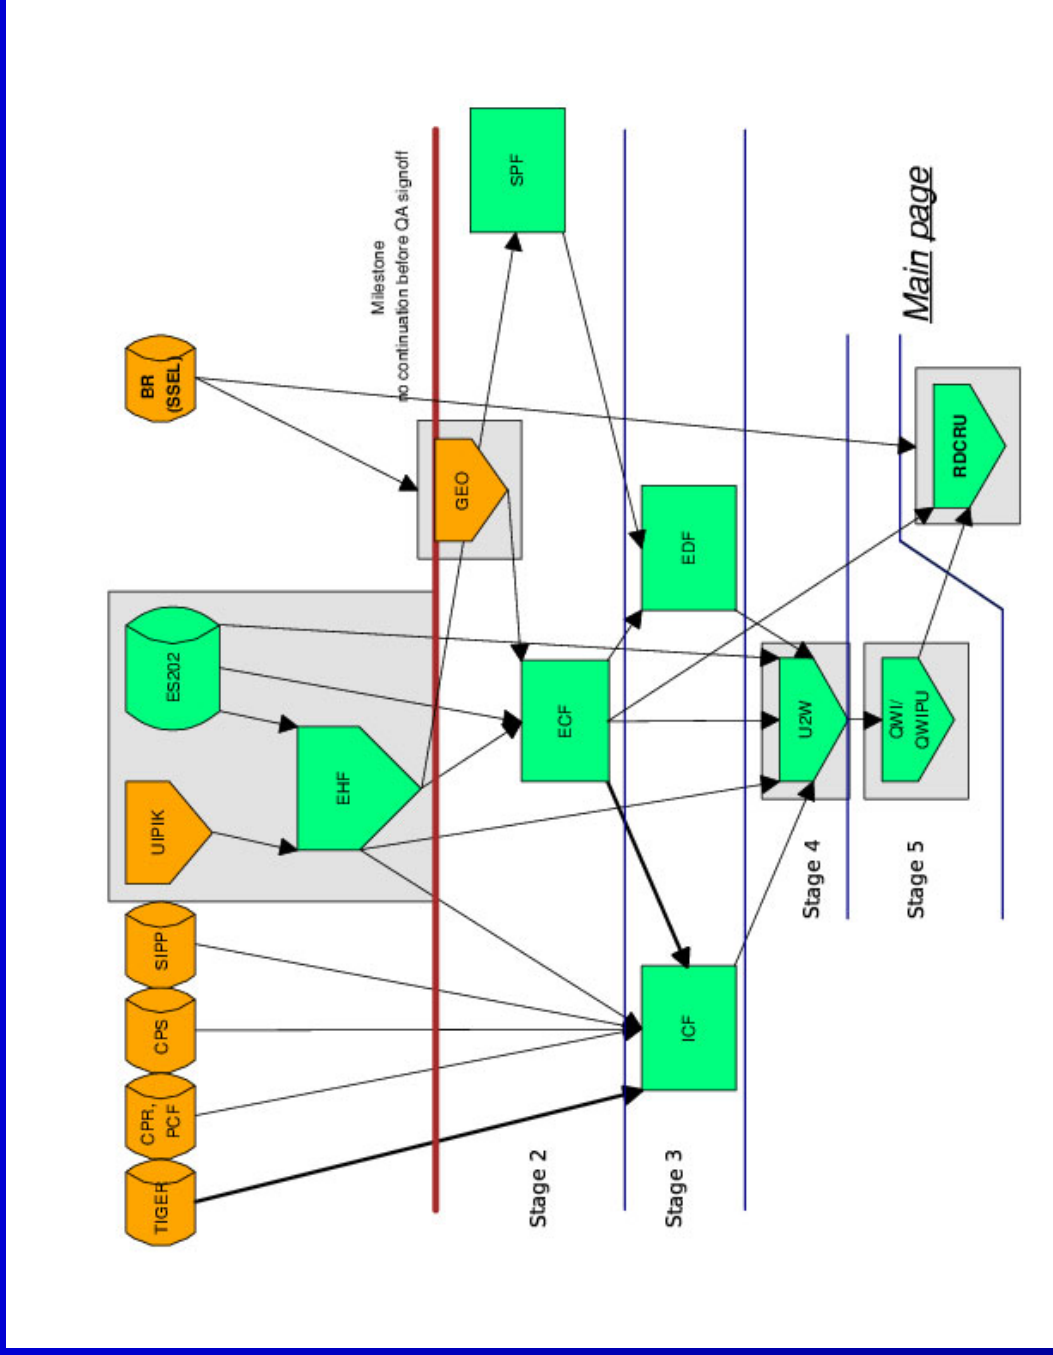 TIGER
CPR,
PCF
CPS
SIPP
UIPIK
ES202
BR
(SSEL)
EHF
Milestone
no continuation before QA signoff
GEO
SPF
Stage 2
ECF
Stage 3
ICF
EDF
Stage 4
U2W
Stage 5
QWI/
QWIPU
RDCRU
Main page